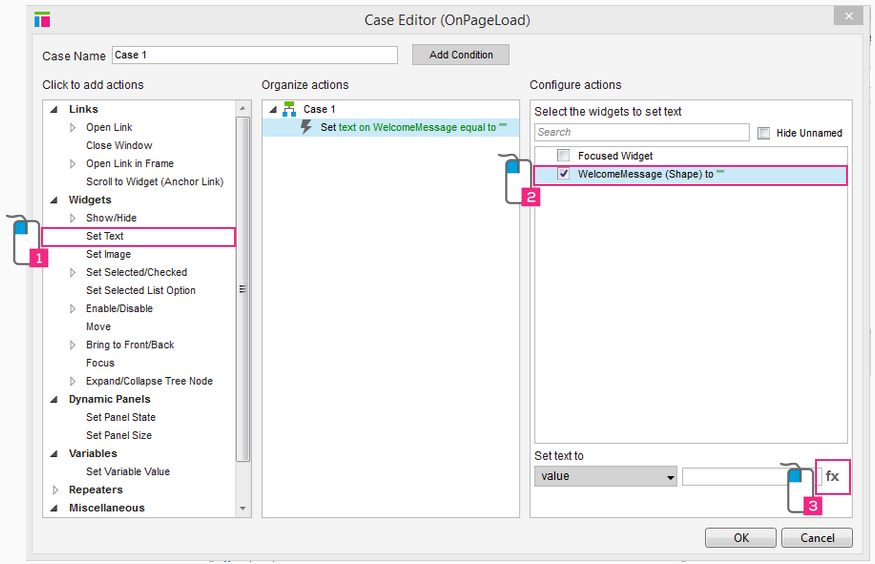 Case Editor (OnPageLoad)
Case Name
Case 1
Add Condition
Click to add actions
Links
Open Link
Close Window
Open Link in Frame
Scroll to Widget (Anchor Link)
Widgets
Show/Hide
Set Text
Set Image
Set Selected/Checked
Set Selected List Option
Enable/Disable
Move
Bring to Front/Back
Focus
Expand/Collapse Tree Node
Dynamic Panels
Set Panel State
Set Panel Size
Variables
Set Variable Value
Repeaters
Miscellaneous
1
Organize actions
Case 1
Set text on WelcomeMessage equal to ""
Configure actions
Select the widgets to set text
Search
Hide Unnamed
Focused Widget
WelcomeMessage (Shape) to ""
2
Set text to
value
fx
3
OK
Cancel